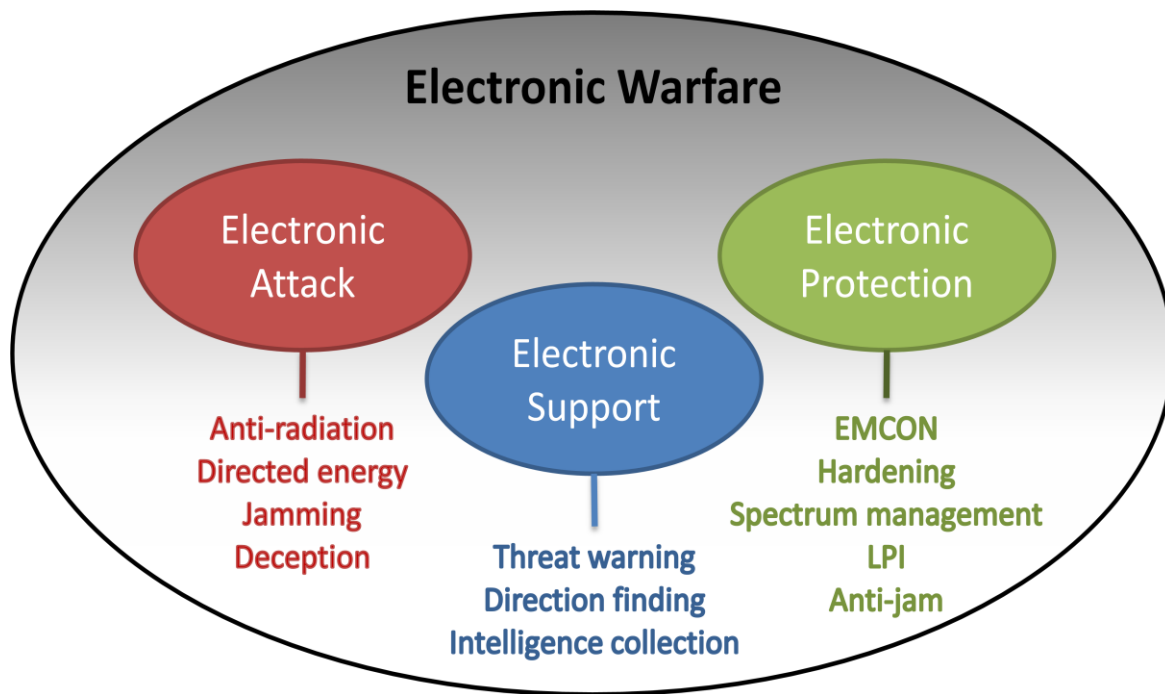 Electronic Warfare
Electronic
Attack
Anti-radiation
Directed energy
Jamming
Deception
Electronic
Support
Threat warning
Direction finding
Intelligence collection
Electronic
Protection
EMCON
Hardening
Spectrum management
LPI
Anti-jam